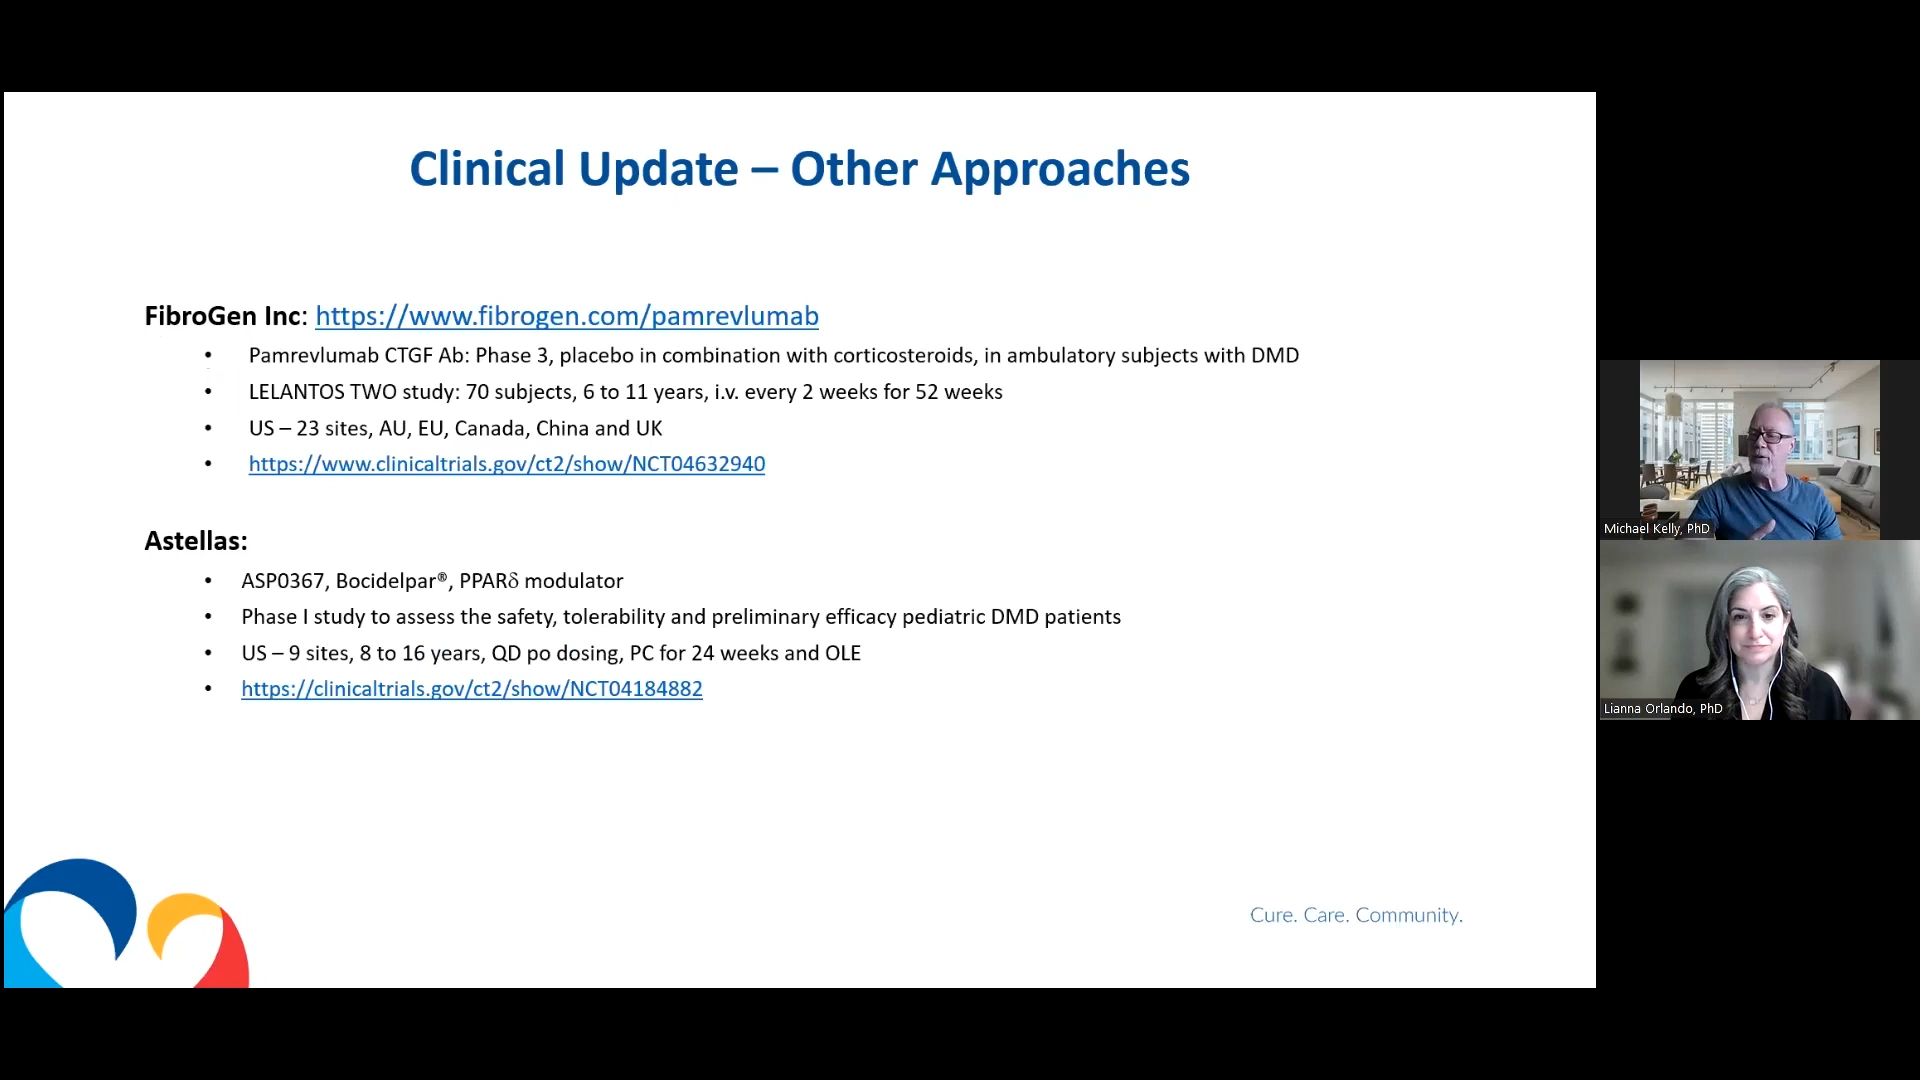 Clinical Update – Other Approaches
FibroGen Inc: https://www.fibrogen.com/pamrevlumab
• Pamrevlumab CTGF Ab: Phase 3, placebo in combination with corticosteroids, in ambulatory subjects with DMD
• LELANTOS TWO study: 70 subjects, 6 to 11 years, i.v. every 2 weeks for 52 weeks
• US – 23 sites, AU, EU, Canada, China and UK
• https://www.clinicaltrials.gov/ct2/show/NCT04632940
Astellas:
• ASP0367, Bocidelpar®, PPARδ modulator
• Phase I study to assess the safety, tolerability and preliminary efficacy pediatric DMD patients
• US – 9 sites, 8 to 16 years, QD po dosing, PC for 24 weeks and OLE
• https://clinicaltrials.gov/ct2/show/NCT04184882
Cure. Care. Community.
Michael Kelly, PhD
Lianna Orlando, PhD